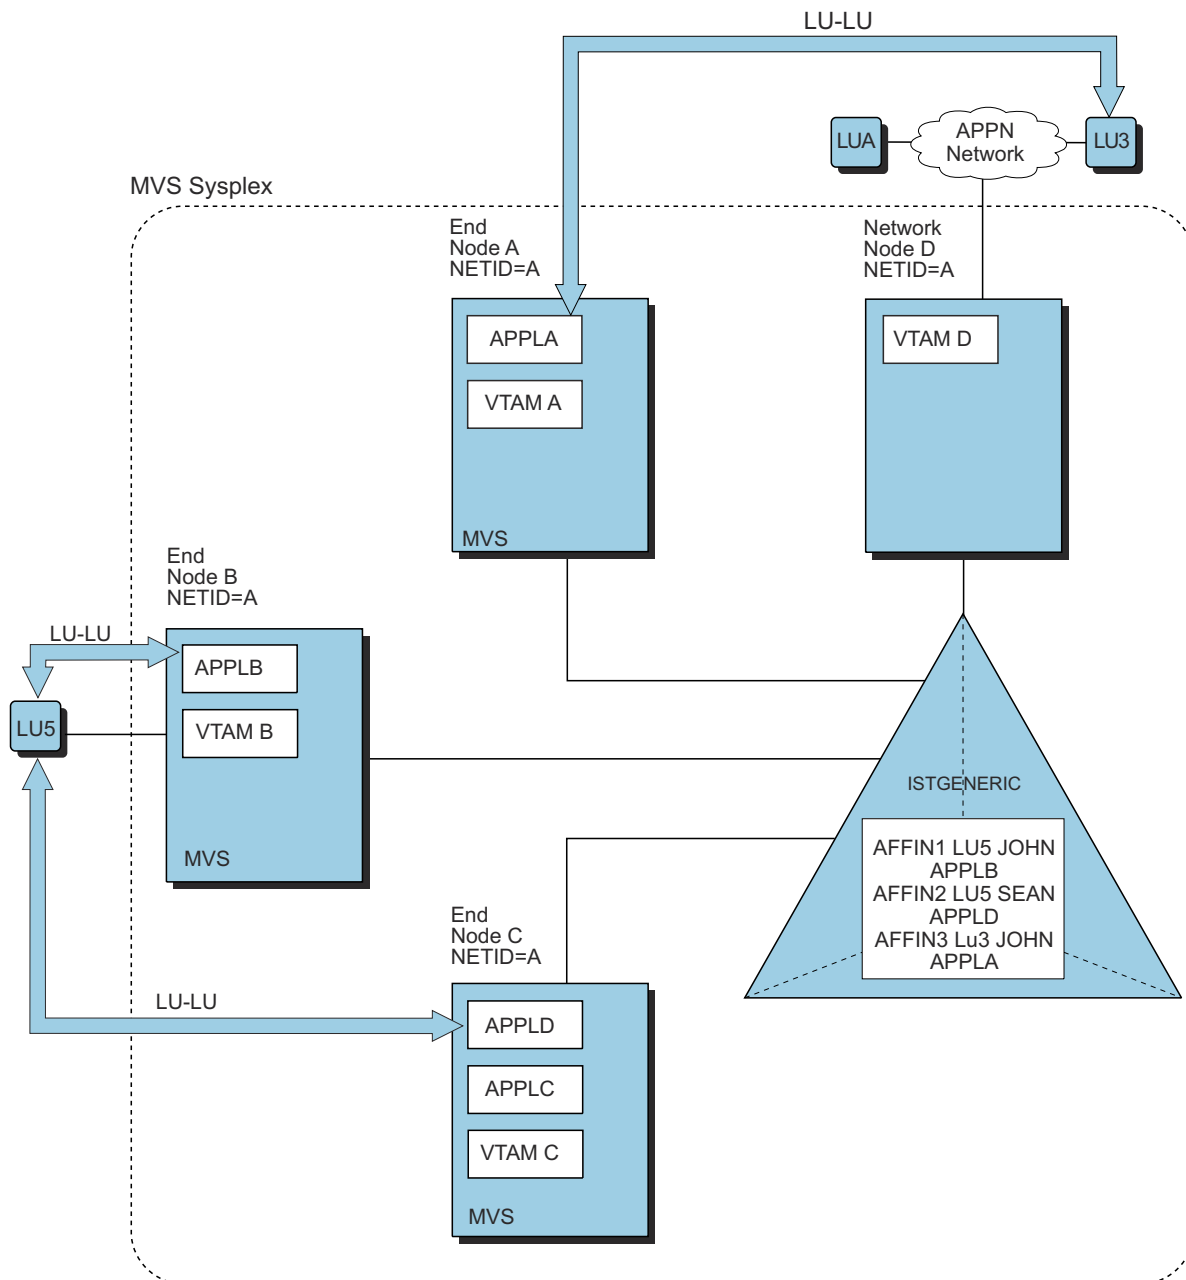 LU-LU
LUA
APPN
Network
LU3
MVS Sysplex
End
Node A
NETID=A
Network
Node D
NETID=A
APPLA
VTAM A
MVS
VTAM D
End
Node B
NETID=A
LU-LU
APPLB
LU5
VTAM B
MVS
ISTGENERIC
AFFIN1 LU5 JOHN
APPLB
AFFIN2 LU5 SEAN
APPLD
AFFIN3 Lu3 JOHN
APPLA
End
Node C
NETID=A
LU-LU
APPLD
APPLC
VTAM C
MVS